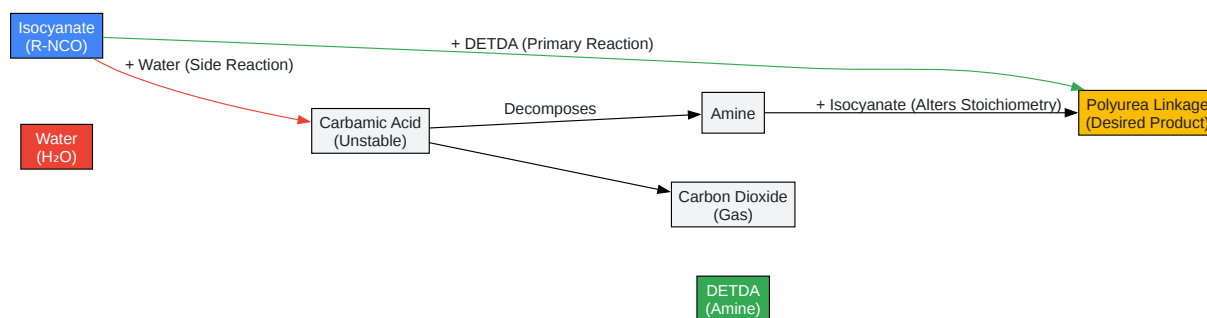 Isocyanate
(R-NCO)
+ DETDA (Primary Reaction)
+ Water (Side Reaction)
Water
(H₂O)
Carbamic Acid
(Unstable)
Decomposes
Amine
+ Isocyanate (Alters Stoichiometry)
Polyurea Linkage
(Desired Product)
Carbon Dioxide
(Gas)
DETDA
(Amine)